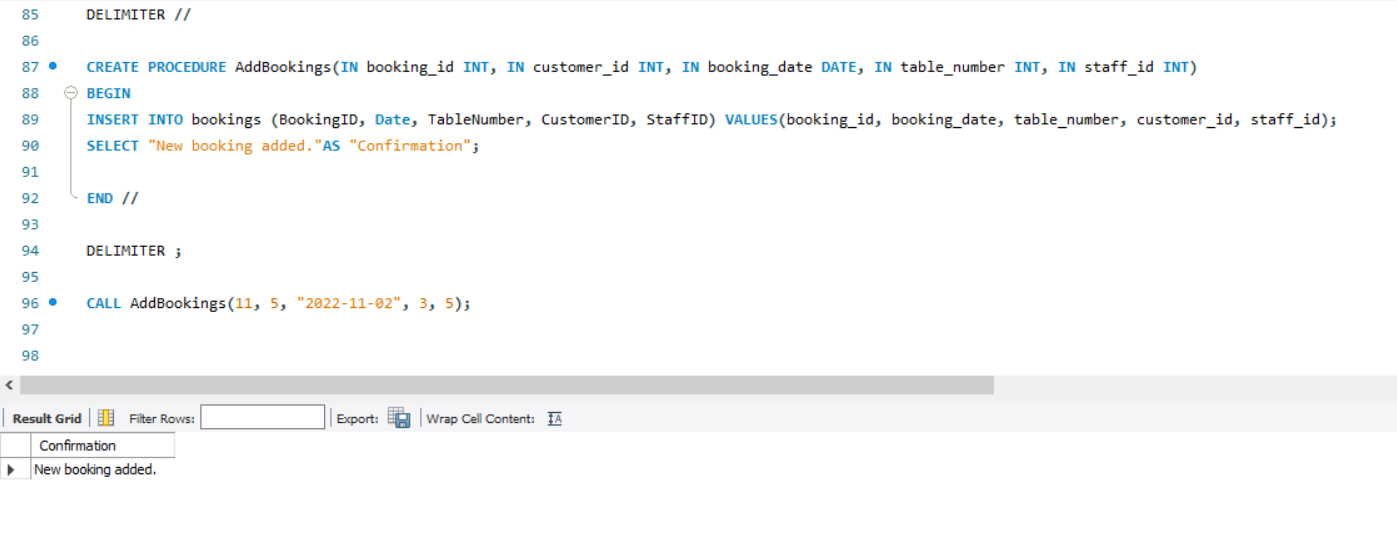 85 DELIMITER //
86
87 CREATE PROCEDURE AddBookings(IN booking_id INT, IN customer_id INT, IN booking_date DATE, IN table_number INT, IN staff_id INT)
88 BEGIN
89 INSERT INTO bookings (BookingID, Date, TableNumber, CustomerID, StaffID) VALUES(booking_id, booking_date, table_number, customer_id, staff_id);
90 SELECT "New booking added."AS "Confirmation";
91
92 END //
93
94 DELIMITER ;
95
96 CALL AddBookings(11, 5, "2022-11-02", 3, 5);
97
98
Result Grid Filter Rows: Export: Wrap Cell Content: IA
Confirmation
New booking added.